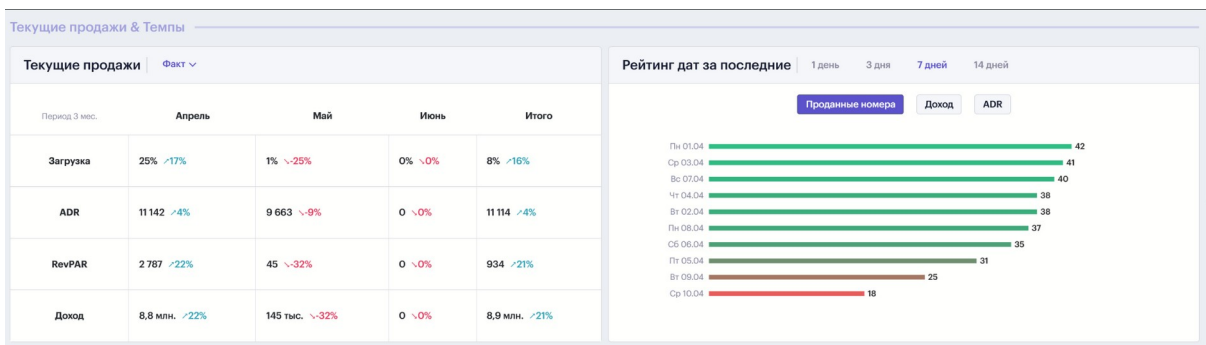 Текущие продажи & Темпы
Текущие продажи Факт
Период 3 мес. Апрель Май Июнь Итого
Загрузка 25% ↗17% 1% ↘-25% 0% ↘0% 8% ↗16%
ADR 11 142 ↗4% 9 663 ↘-9% 0 ↘0% 11 114 ↗4%
RevPAR 2 787 ↗22% 45 ↘-32% 0 ↘0% 934 ↗21%
Доход 8,8 млн. ↗22% 145 тыс. ↘-32% 0 ↘0% 8,9 млн. ↗21%
Рейтинг дат за последние 1 день 3 дня 7 дней 14 дней
Проданные номера Доход ADR
Пн 01.04 42
Ср 03.04 41
Вс 07.04 40
Чт 04.04 38
Вт 02.04 38
Пн 08.04 37
Сб 06.04 35
Пт 05.04 31
Вт 09.04 25
Ср 10.04 18